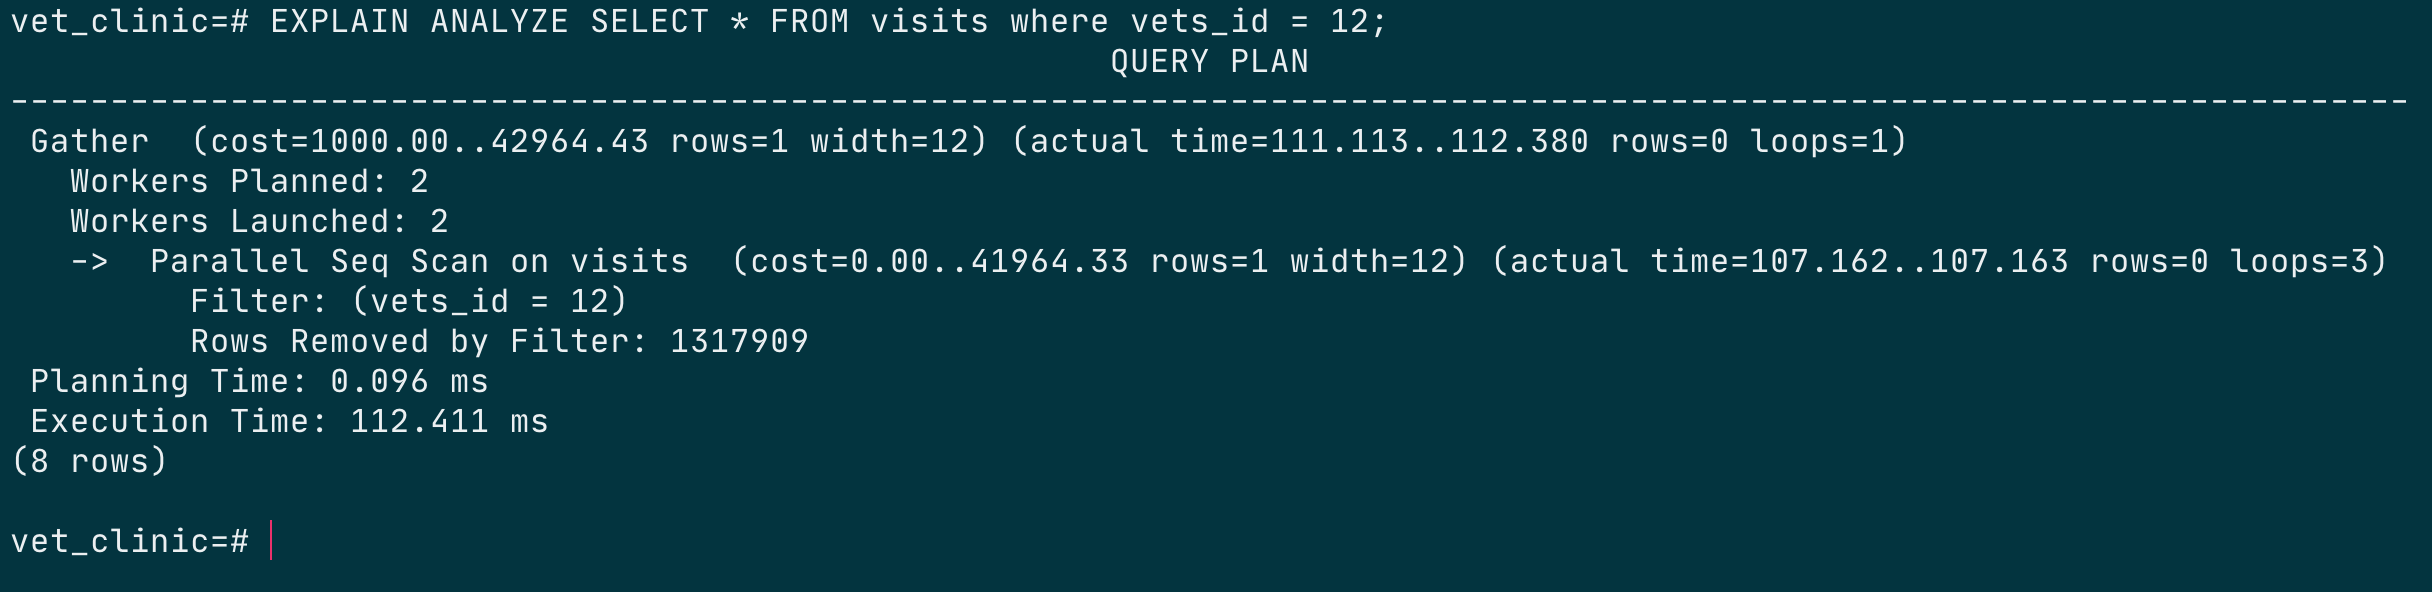 vet_clinic=# EXPLAIN ANALYZE SELECT * FROM visits where vets_id = 12;
QUERY PLAN
------------------------------------------------------------------------------------------------------------------------
Gather  (cost=1000.00..42964.43 rows=1 width=12) (actual time=111.113..112.380 rows=0 loops=1)
Workers Planned: 2
Workers Launched: 2
->  Parallel Seq Scan on visits  (cost=0.00..41964.33 rows=1 width=12) (actual time=107.162..107.163 rows=0 loops=3)
Filter: (vets_id = 12)
Rows Removed by Filter: 1317909
Planning Time: 0.096 ms
Execution Time: 112.411 ms
(8 rows)
vet_clinic=#